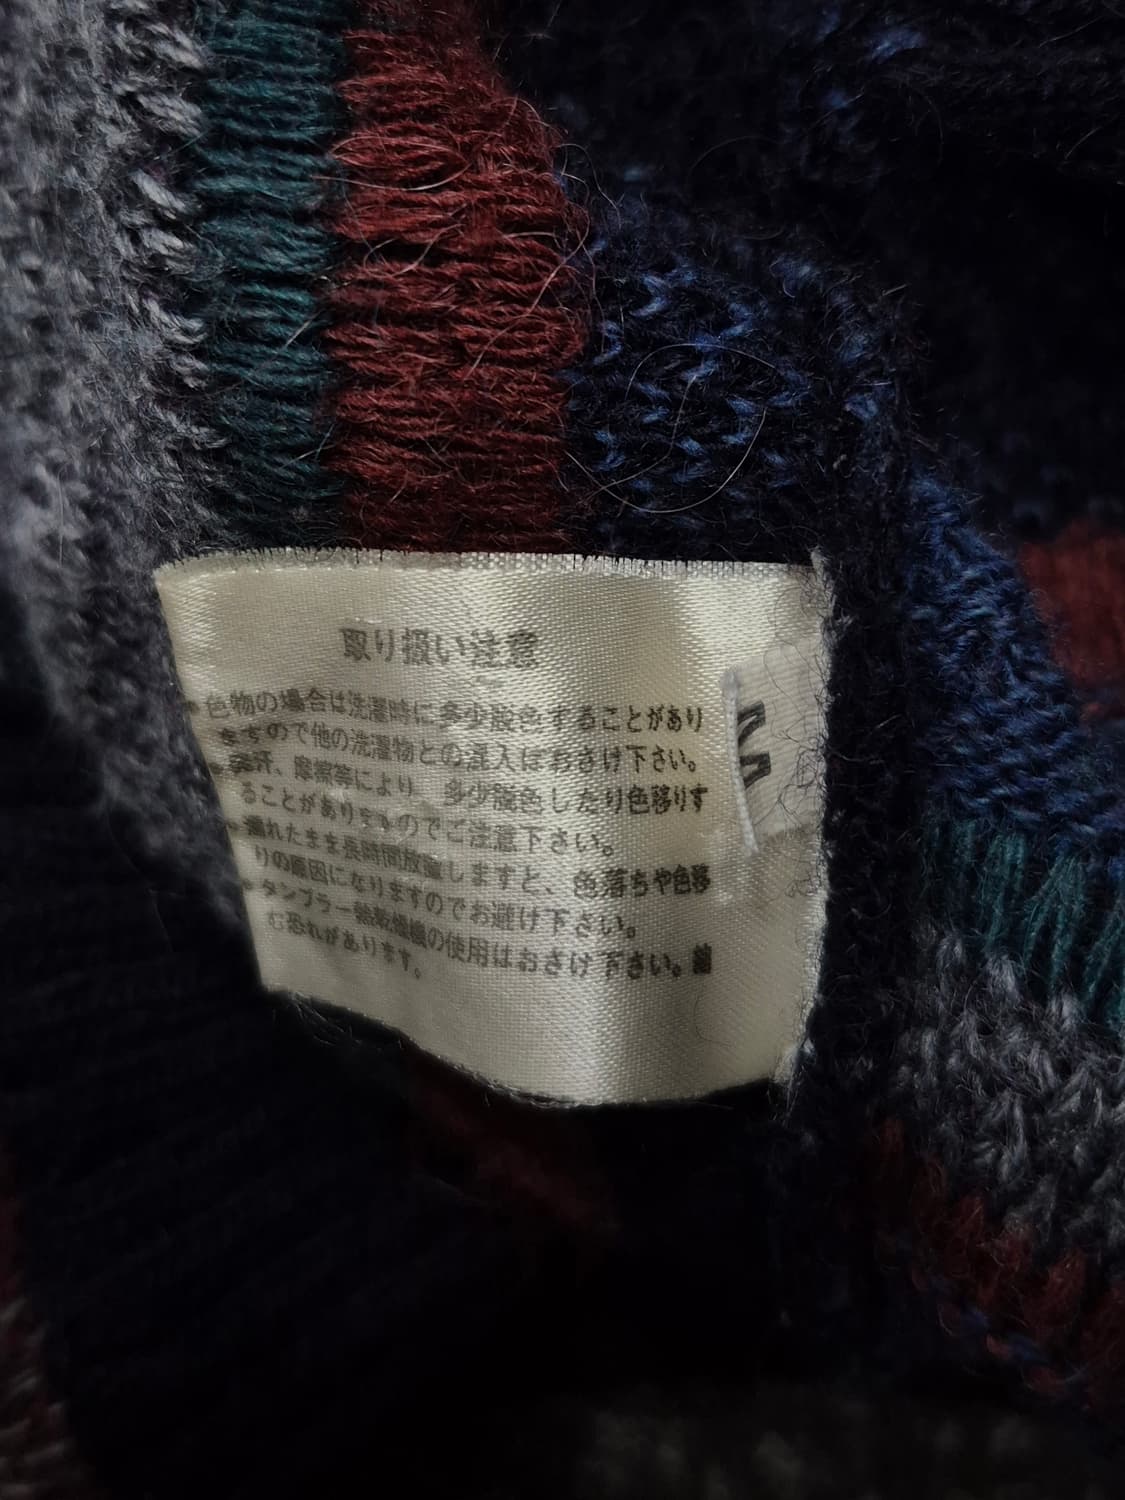 取り扱い注意
色物の場合は洗濯時に多少脱色することがあり
ますので他の洗濯物との混入はおさけ下さい。
発汗、摩擦等により、多少脱色したり色移りす
ることがありますのでご注意下さい。
濡れたまま長時間放置しますと、色落ちや色移
りの原因になりますのでお避け下さい。
タンブラー熱乾燥機の使用はおさけ下さい。縮
む恐れがあります。